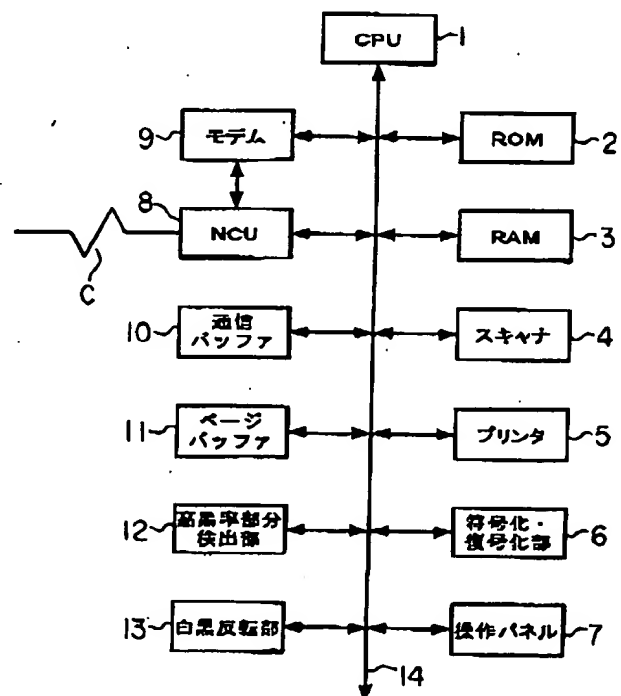 CPU
1
9
モデム
ROM
2
8
NCU
RAM
3
C
10
通信
バッファ
スキャナ
4
11
ページ
バッファ
プリンタ
5
12
高黒率部分
検出部
符号化・
復号化部
6
13
白黒反転部
操作パネル
7
14